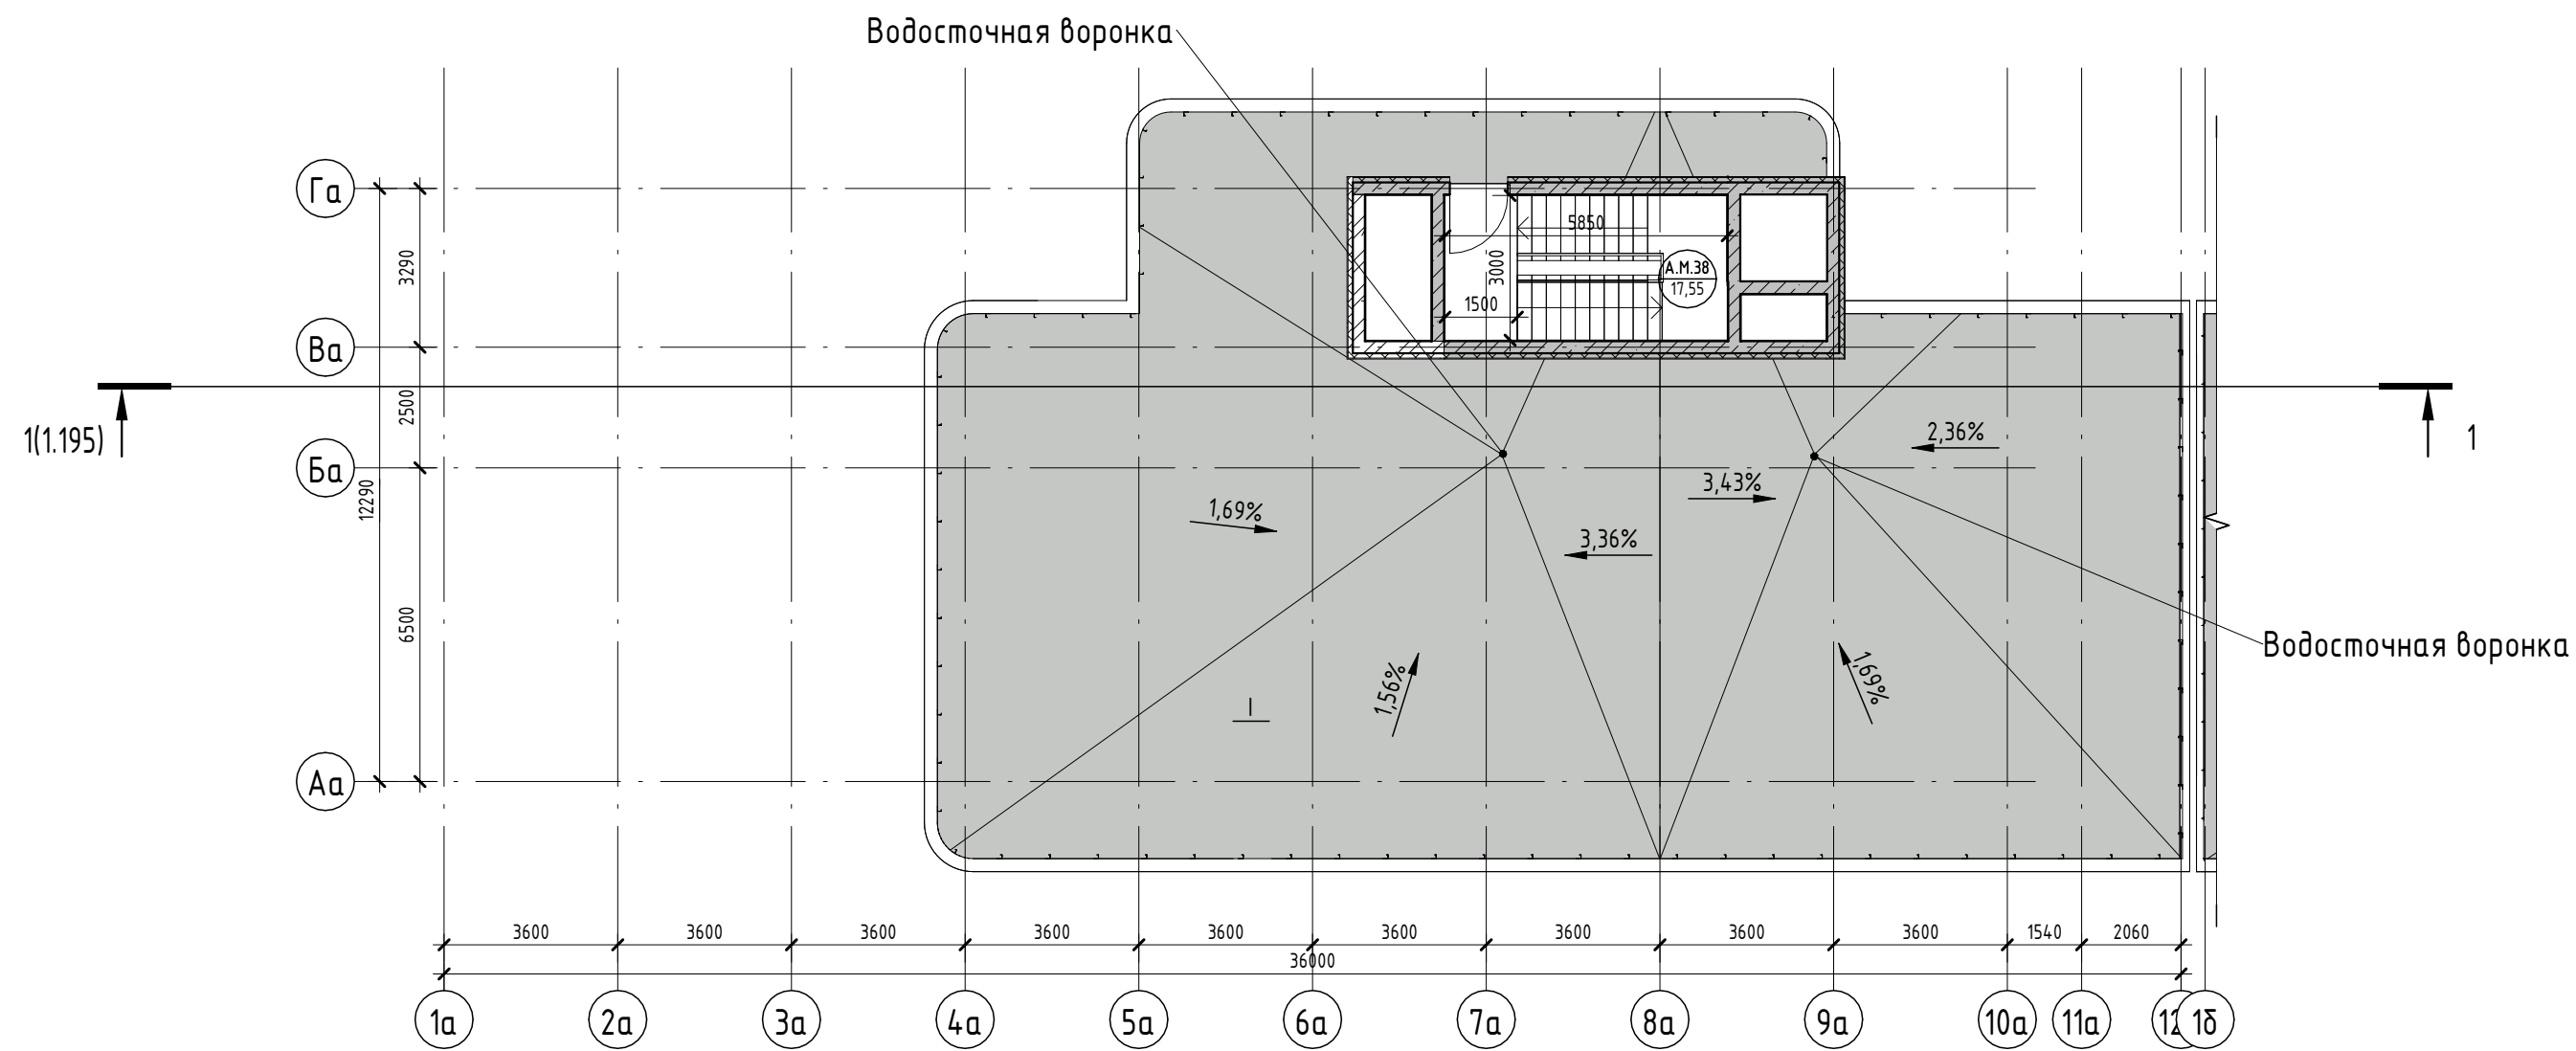 Водосточная воронка
Га
Ва
Ба
Аа
3290
2500
6500
12290
5850
3000
1500
А.М.38
17,55
1(1.195)
1
2,36%
3,43%
3,36%
1,69%
1,56%
1,69%
I
Водосточная воронка
3600 3600 3600 3600 3600 3600 3600 3600 3600 1540 2060
36000
1а 2а 3а 4а 5а 6а 7а 8а 9а 10а 11а 1б